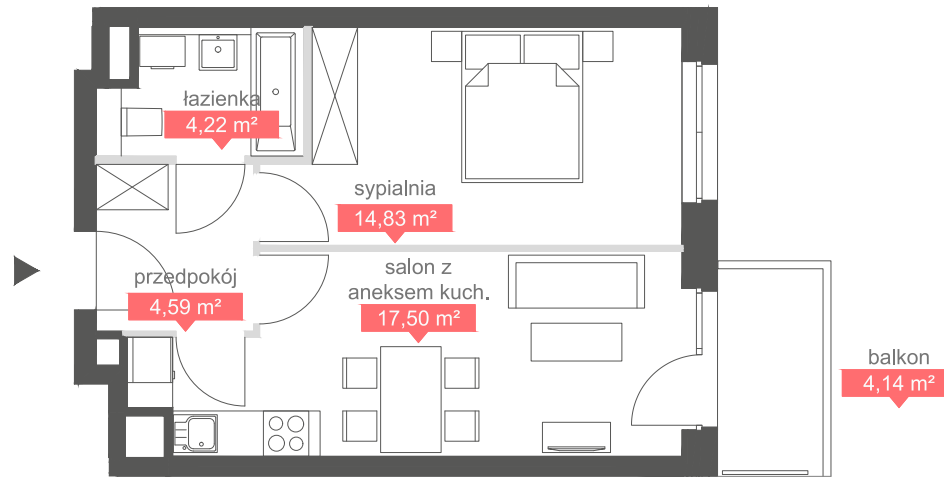 łazienka
4,22 m²
sypialnia
14,83 m²
przedpokój
4,59 m²
salon z
aneksem kuch.
17,50 m²
balkon
4,14 m²